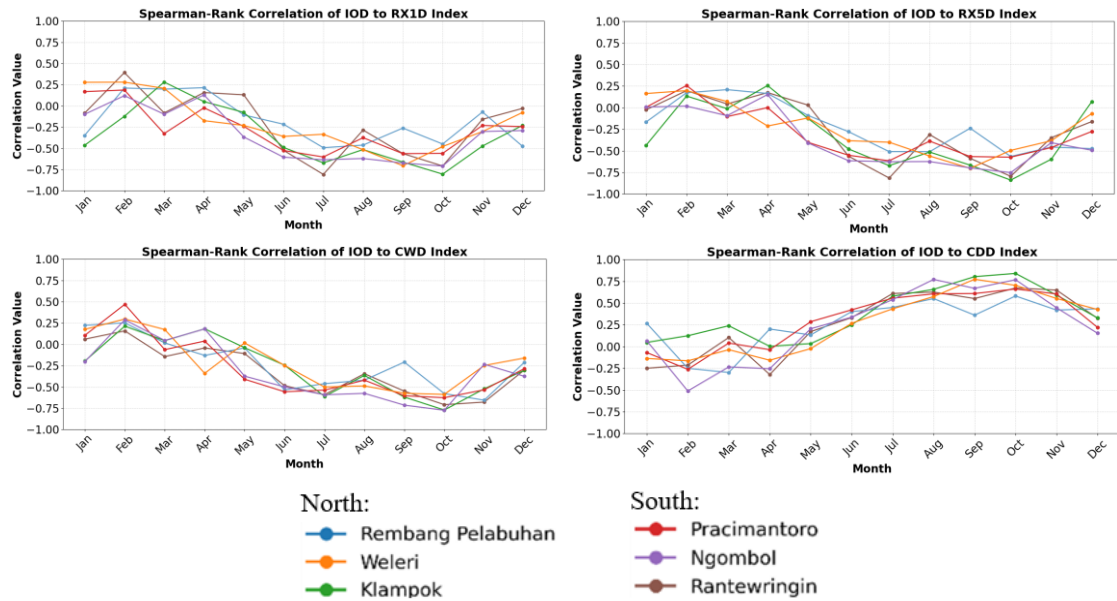 Spearman-Rank Correlation of IOD to RX1D Index
Correlation Value
1.00
0.75
0.50
0.25
0.00
−0.25
−0.50
−0.75
−1.00
Jan Feb Mar Apr May Jun Jul Aug Sep Oct Nov Dec
Month
Spearman-Rank Correlation of IOD to RX5D Index
Correlation Value
1.00
0.75
0.50
0.25
0.00
−0.25
−0.50
−0.75
−1.00
Jan Feb Mar Apr May Jun Jul Aug Sep Oct Nov Dec
Month
Spearman-Rank Correlation of IOD to CWD Index
Correlation Value
1.00
0.75
0.50
0.25
0.00
−0.25
−0.50
−0.75
−1.00
Jan Feb Mar Apr May Jun Jul Aug Sep Oct Nov Dec
Month
Spearman-Rank Correlation of IOD to CDD Index
Correlation Value
1.00
0.75
0.50
0.25
0.00
0.25
0.50
0.75
1.00
Jan Feb Mar Apr May Jun Jul Aug Sep Oct Nov Dec
Month
North:
Rembang Pelabuhan
Weleri
Klampok
South:
Pracimantoro
Ngombol
Rantewringin